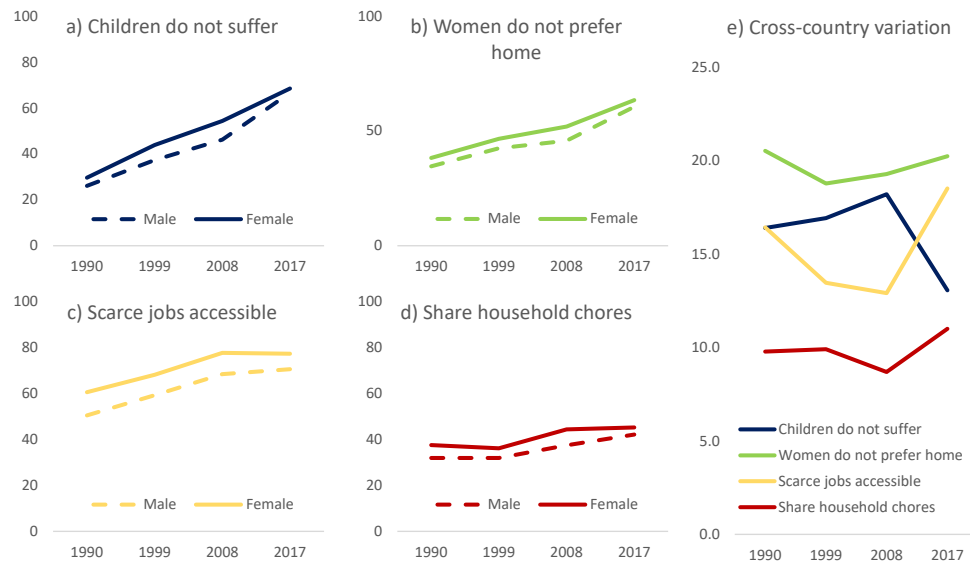 a) Children do not suffer
100
80
60
40
20
0
Male Female
1990 1999 2008 2017
b) Women do not prefer
home
100
50
0
Male Female
1990 1999 2008 2017
c) Scarce jobs accessible
100
80
60
40
20
0
Male Female
1990 1999 2008 2017
d) Share household chores
100
80
60
40
20
0
Male Female
1990 1999 2008 2017
e) Cross-country variation
25.0
20.0
15.0
10.0
5.0
0.0
Children do not suffer
Women do not prefer home
Scarce jobs accessible
Share household chores
1990 1999 2008 2017